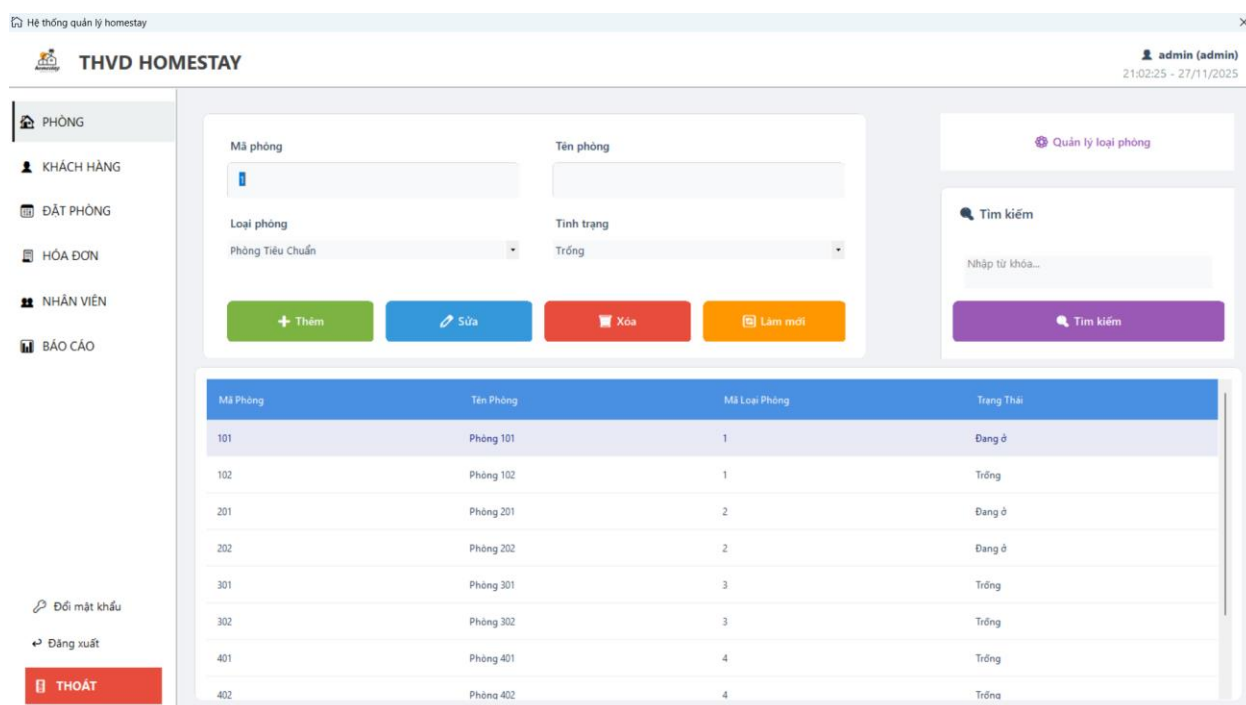 Hệ thống quản lý homestay
THVD HOMESTAY
admin (admin)
21:02:25 - 27/11/2025
PHÒNG
KHÁCH HÀNG
ĐẶT PHÒNG
HÓA ĐƠN
NHÂN VIÊN
BÁO CÁO
Đổi mật khẩu
Đăng xuất
THOÁT
Mã phòng
Tên phòng
1
Loại phòng
Tình trạng
Phòng Tiêu Chuẩn
Trống
Thêm
Sửa
Xóa
Làm mới
Quản lý loại phòng
Tìm kiếm
Nhập từ khóa...
Tìm kiếm
Mã Phòng Tên Phòng Mã Loại Phòng Trạng Thái
101 Phòng 101 1 Đang ở
102 Phòng 102 1 Trống
201 Phòng 201 2 Đang ở
202 Phòng 202 2 Đang ở
301 Phòng 301 3 Trống
302 Phòng 302 3 Trống
401 Phòng 401 4 Trống
402 Phòng 402 4 Trống